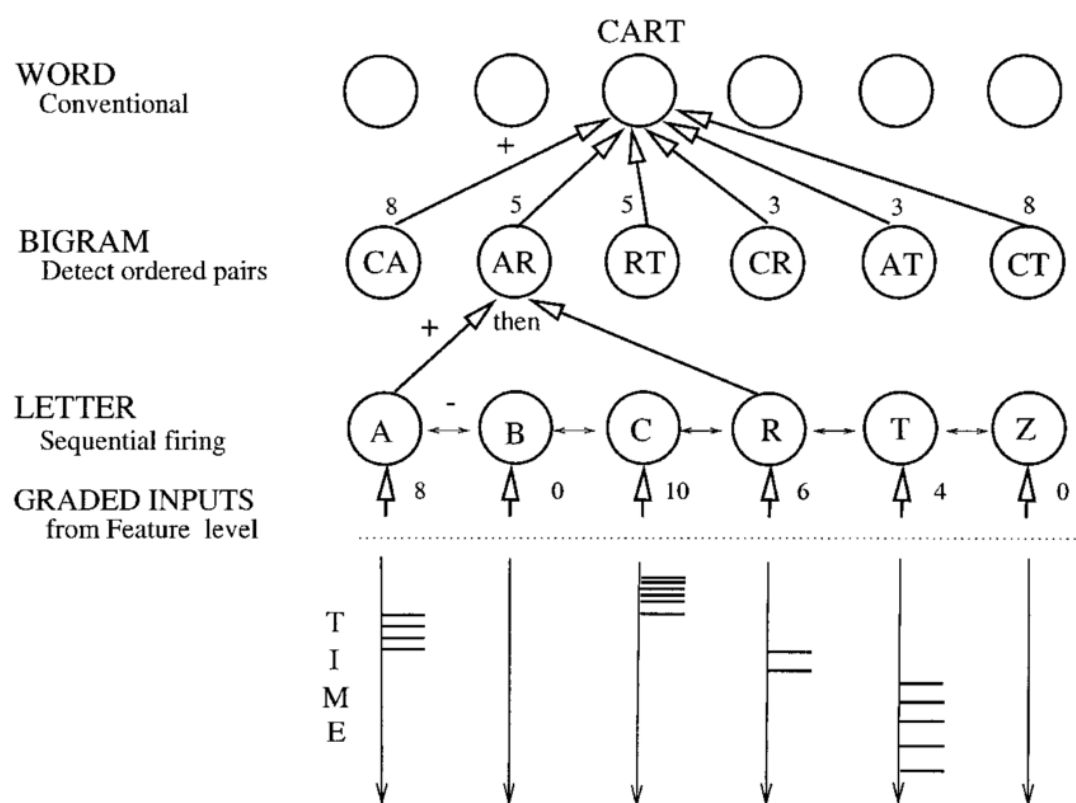 CART
WORD
Conventional
+
8 5 5 3 3 8
BIGRAM
Detect ordered pairs
CA AR RT CR AT CT
+ then
LETTER
Sequential firing
-
A B C R T Z
GRADED INPUTS
from Feature level
8 0 10 6 4 0
T
I
M
E